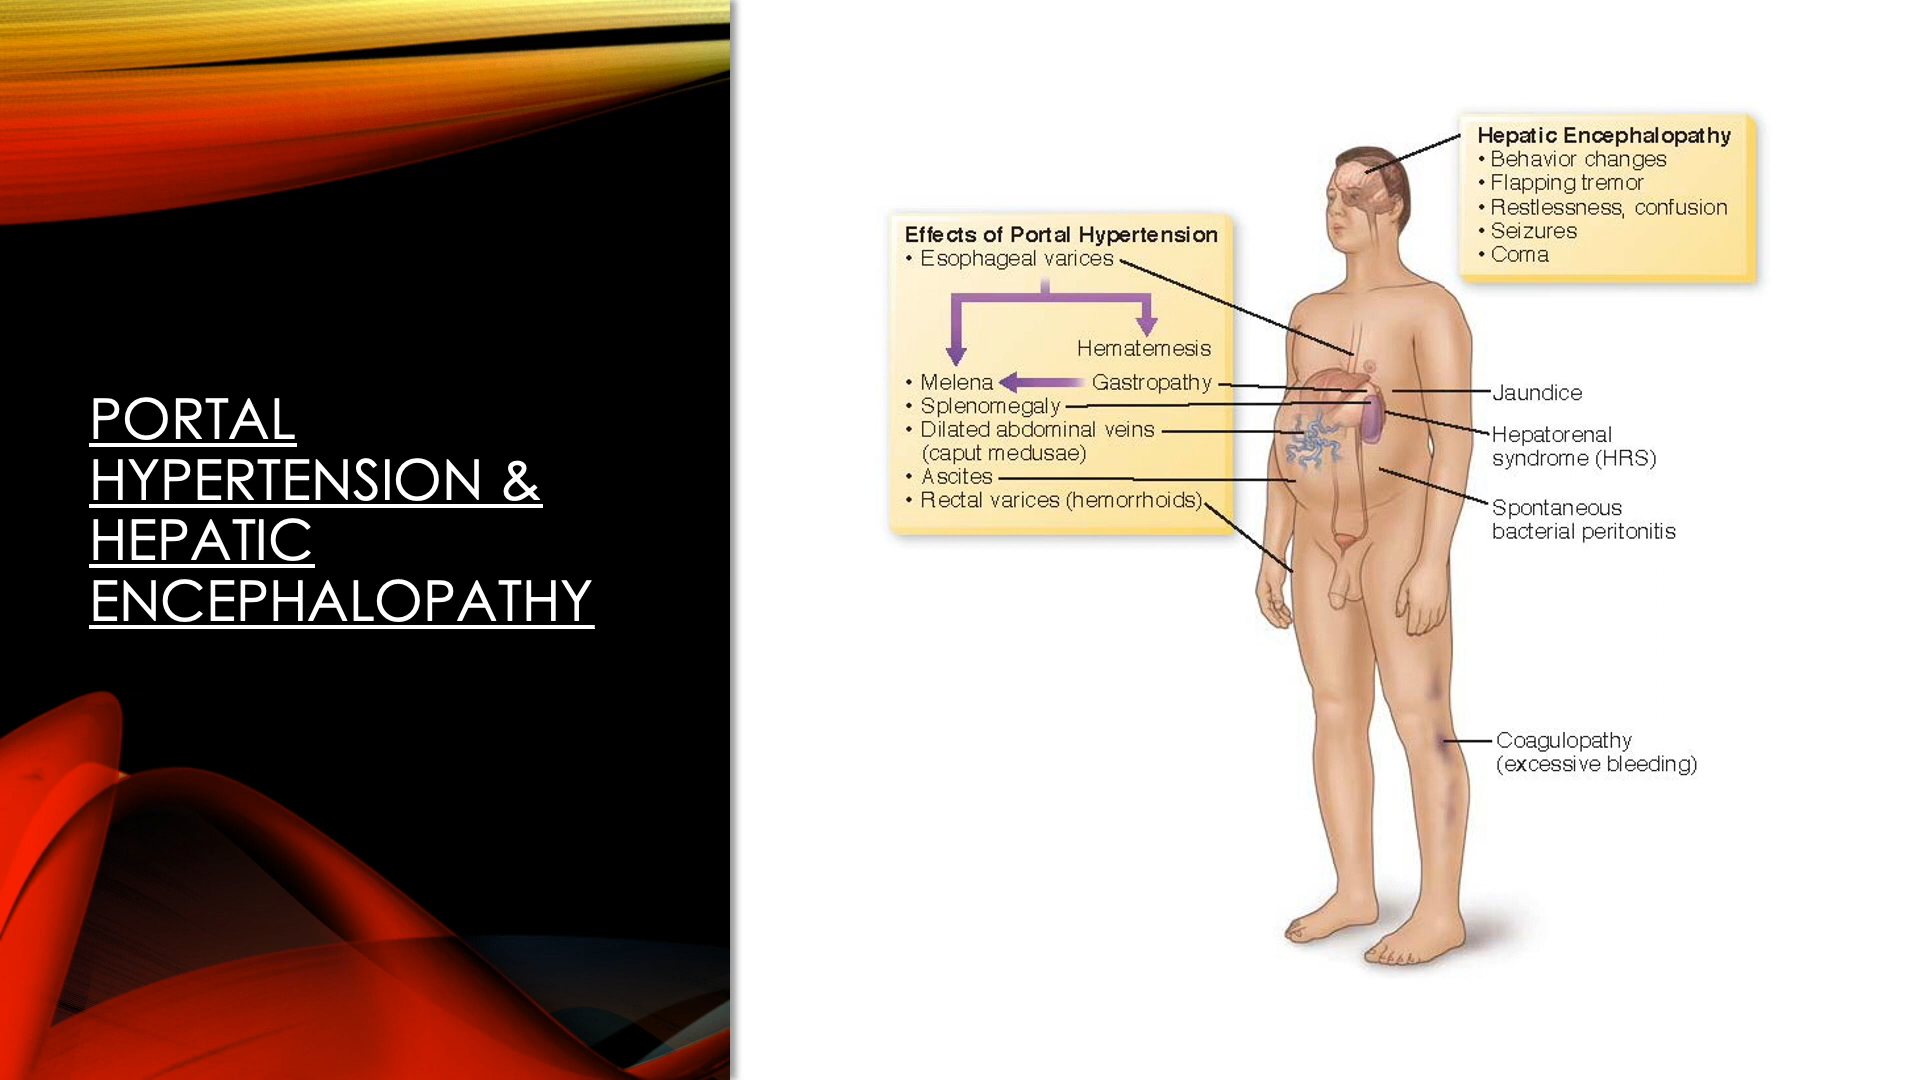 PORTAL
HYPERTENSION &
HEPATIC
ENCEPHALOPATHY
Effects of Portal Hypertension
• Esophageal varices
Hematemesis
• Melena Gastropathy
• Splenomegaly
• Dilated abdominal veins
(caput medusae)
• Ascites
• Rectal varices (hemorrhoids)
Hepatic Encephalopathy
• Behavior changes
• Flapping tremor
• Restlessness, confusion
• Seizures
• Coma
Jaundice
Hepatorenal
syndrome (HRS)
Spontaneous
bacterial peritonitis
Coagulopathy
(excessive bleeding)